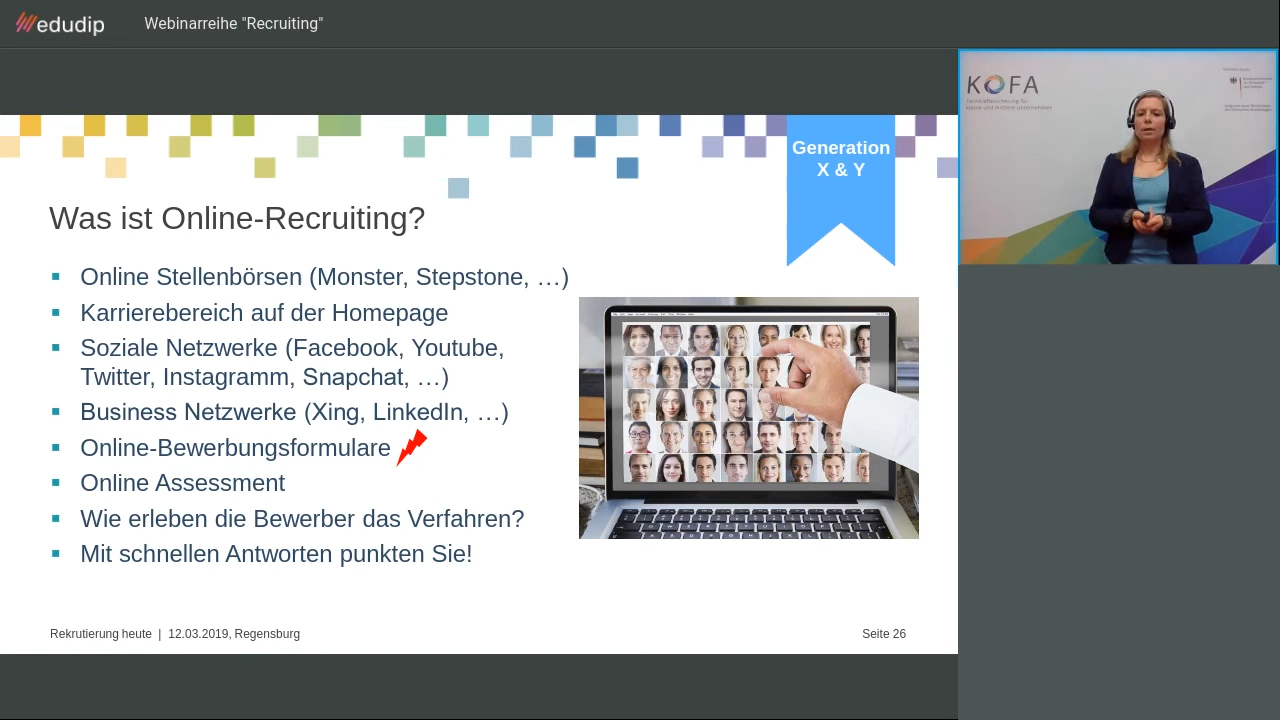 edudip
Webinarreihe "Recruiting"
KOFA
Generation
X & Y
Was ist Online-Recruiting?
Online Stellenbörsen (Monster, Stepstone, …)
Karrierebereich auf der Homepage
Soziale Netzwerke (Facebook, Youtube,
Twitter, Instagramm, Snapchat, …)
Business Netzwerke (Xing, LinkedIn, …)
Online-Bewerbungsformulare
Online Assessment
Wie erleben die Bewerber das Verfahren?
Mit schnellen Antworten punkten Sie!
Rekrutierung heute | 12.03.2019, Regensburg
Seite 26